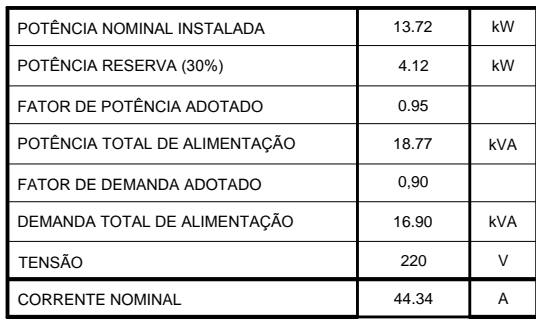 POTÊNCIA NOMINAL INSTALADA 13.72 kW
POTÊNCIA RESERVA (30%) 4.12 kW
FATOR DE POTÊNCIA ADOTADO 0.95
POTÊNCIA TOTAL DE ALIMENTAÇÃO 18.77 kVA
FATOR DE DEMANDA ADOTADO 0,90
DEMANDA TOTAL DE ALIMENTAÇÃO 16.90 kVA
TENSÃO 220 V
CORRENTE NOMINAL 44.34 A